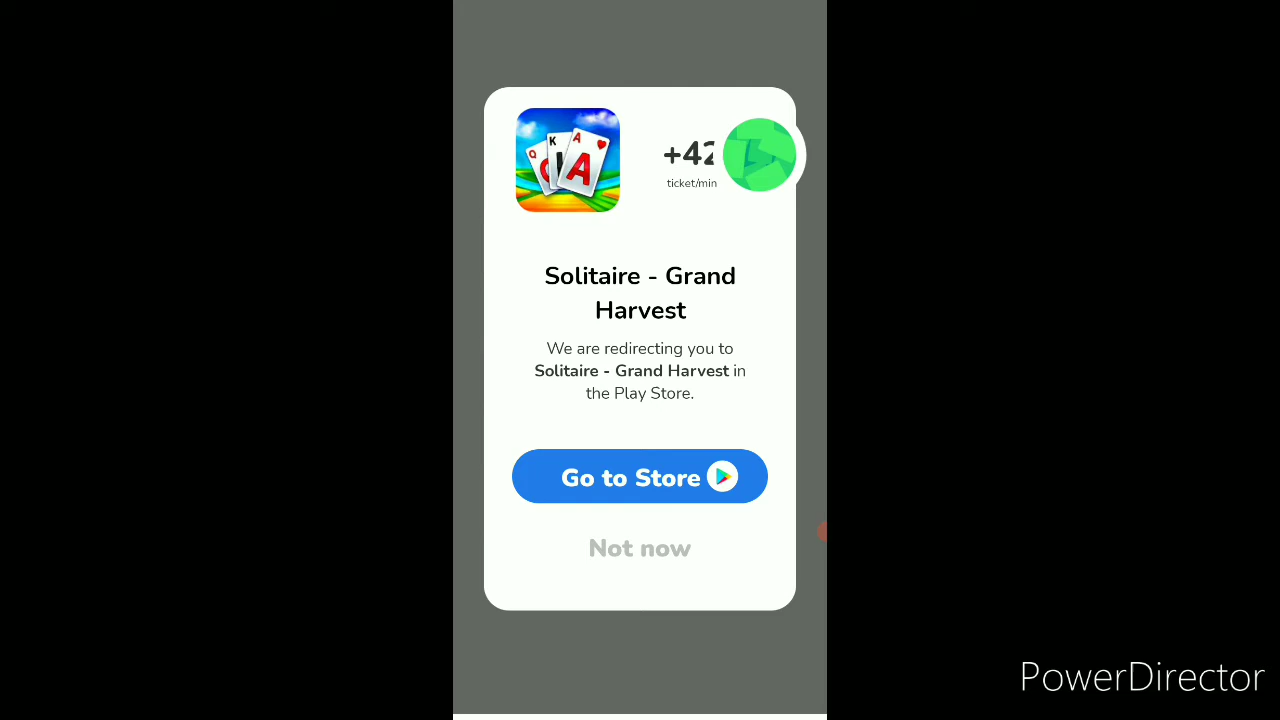 +42
ticket/min
Solitaire - Grand
Harvest
We are redirecting you to
Solitaire - Grand Harvest in
the Play Store.
Go to Store
Not now
PowerDirector